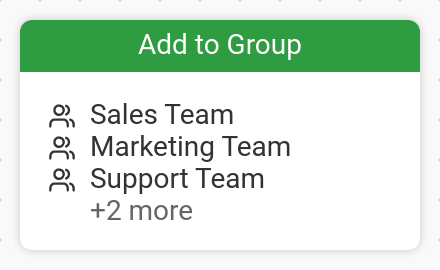 Add to Group
Sales Team
Marketing Team
Support Team
+2 more